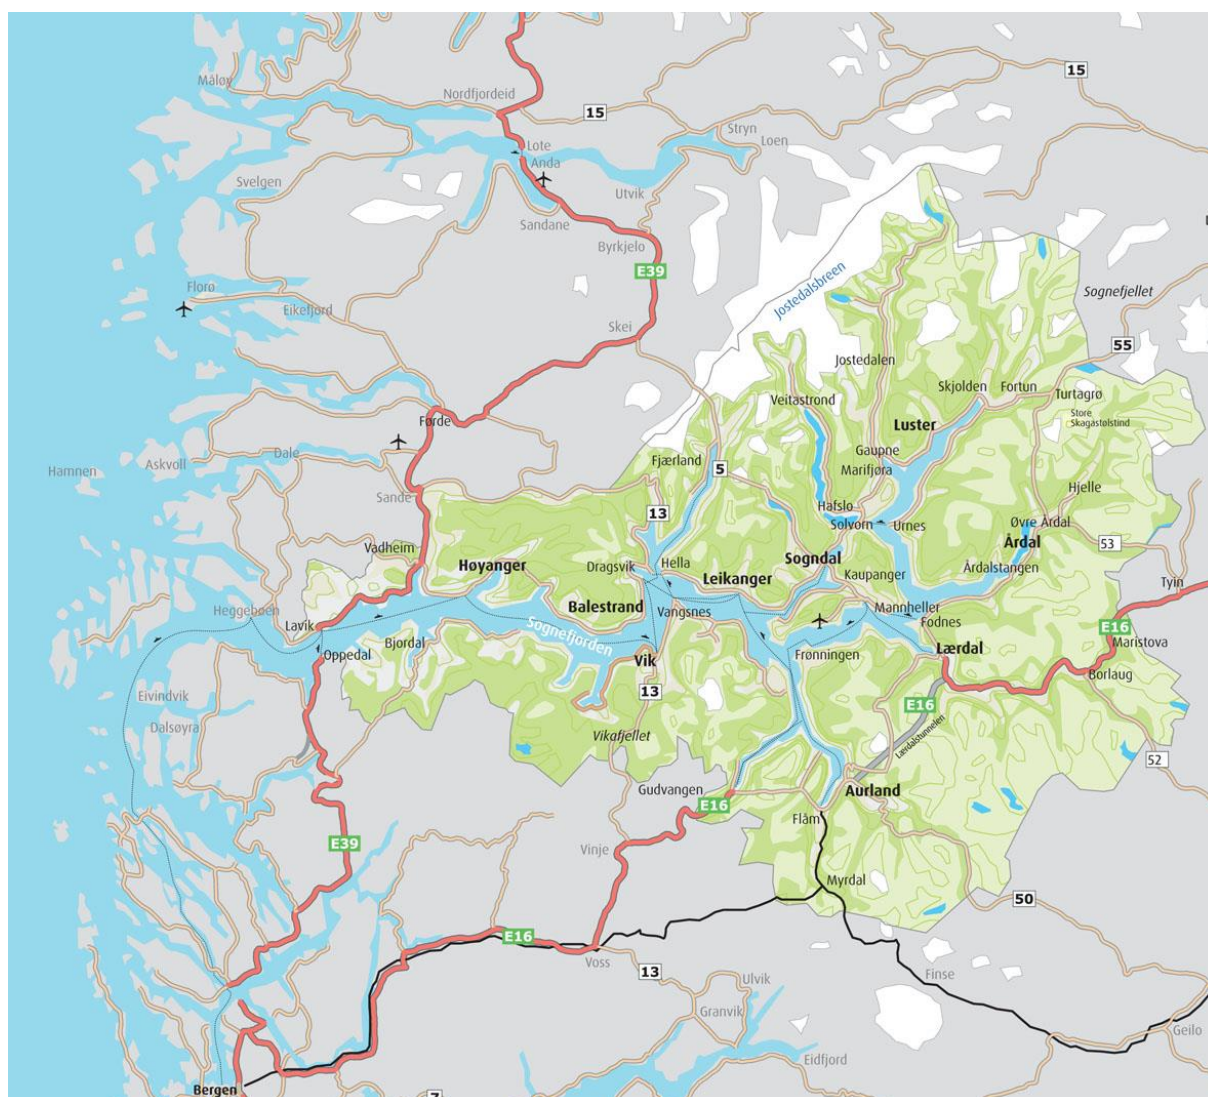 Måløy
Nordfjordeid
15
15
Stryn
Loen
Lote
Anda
Svelgen
Utvik
Sandane
Byrkjelo
E39
Jostedalsbreen
Sognefjellet
Florø
Eikefjord
Skei
Jostedalen
55
Skjolden
Fortun
Turtagrø
Veitastrond
Store
Skagastølstind
Luster
Førde
Gaupne
Marifjøra
Dale
Askvoll
Hamnen
Fjærland
5
Sande
Hjelle
Hafslo
Solvorn
Urnes
Øvre Årdal
13
Årdal
53
Vadheim
Høyanger
Dragsvik
Hella
Sogndal
Leikanger
Kaupanger
Årdalstangen
Tyin
Heggebøen
Balestrand
Vangsnes
Mannheller
Fodnes
Lavik
Sognefjorden
E16
Maristova
Bjordal
Oppedal
Vik
Frønningen
Lærdal
Borlaug
13
Eivindvik
E16
Dalsøyra
Vikafjellet
Lærdalstunnelen
52
Gudvangen
Aurland
E16
Flåm
E39
Vinje
Myrdal
50
E16
Voss
13
Ulvik
Finse
Granvik
Geilo
Eidfjord
Bergen
7